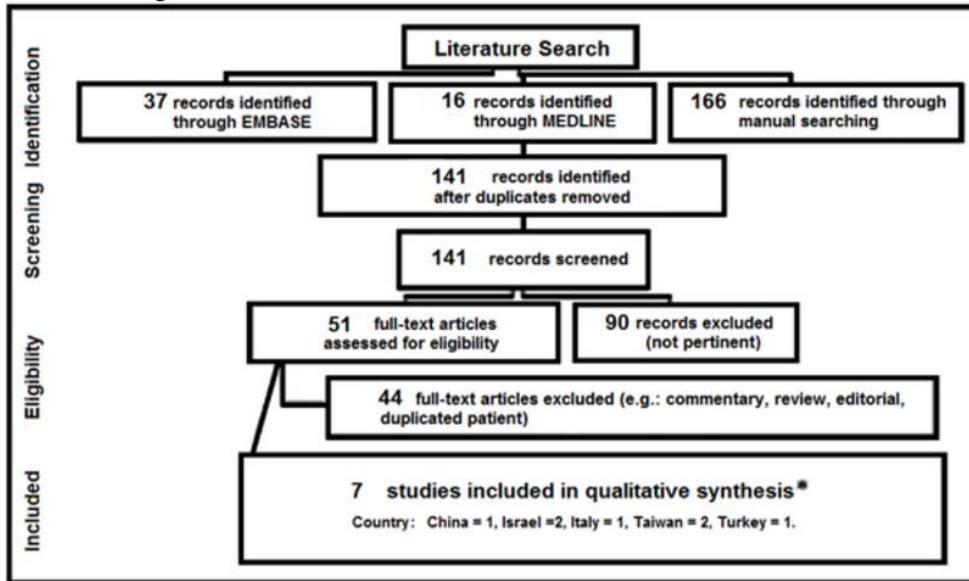 Literature Search
37 records identified
through EMBASE
16 records identified
through MEDLINE
166 records identified through
manual searching
141 records identified
after duplicates removed
141 records screened
51 full-text articles
assessed for eligibility
90 records excluded
(not pertinent)
44 full-text articles excluded (e.g.: commentary, review, editorial,
duplicated patient)
7 studies included in qualitative synthesis*
Country: China = 1, Israel =2, Italy = 1, Taiwan = 2, Turkey = 1.
Identification
Screening
Eligibility
Included